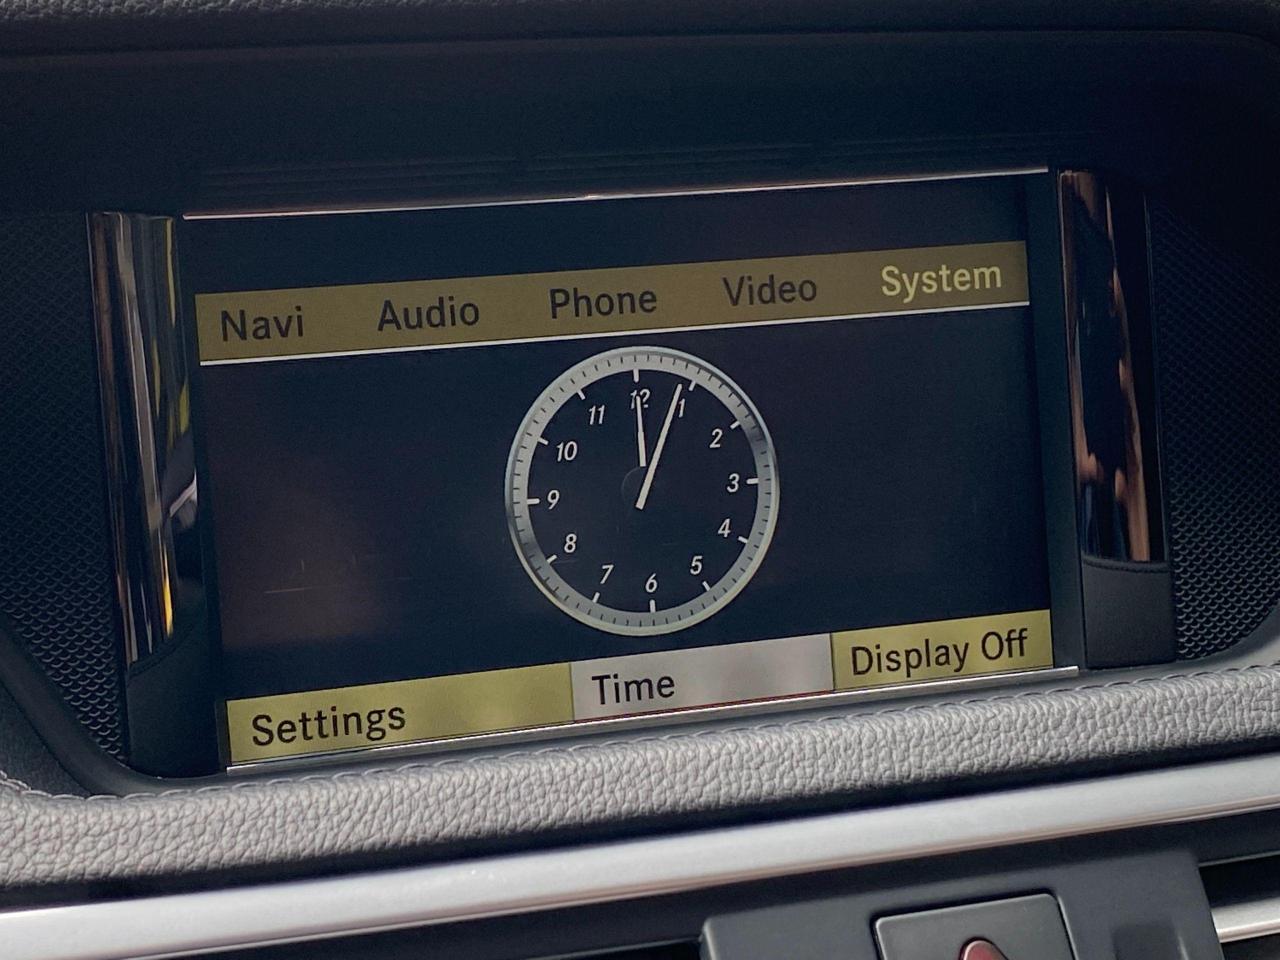 Navi Audio Phone Video System
12
11 1
10 2
9 3
8 4
7 6 5
Settings Time Display Off